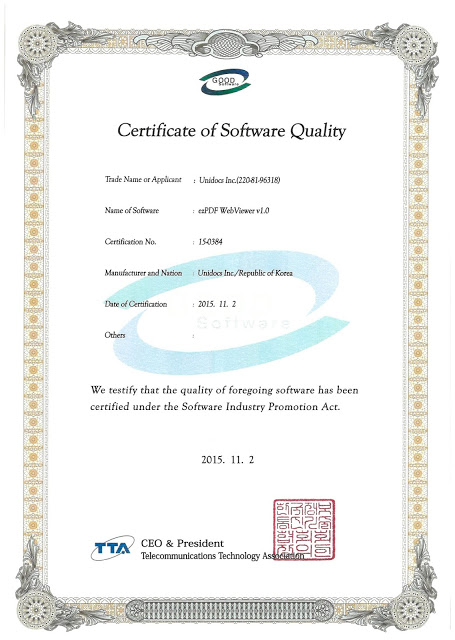 GOOD
Software
Certificate of Software Quality
Trade Name or Applicant : Unidocs Inc.(220-81-96318)
Name of Software : ezPDF WebViewer v1.0
Certification No. : 15-0384
Manufacturer and Nation : Unidocs Inc./Republic of Korea
Date of Certification : 2015. 11. 2
Software
Others :
We testify that the quality of foregoing software has been
certified under the Software Industry Promotion Act.
2015. 11. 2
TTA CEO & President
Telecommunications Technology Association